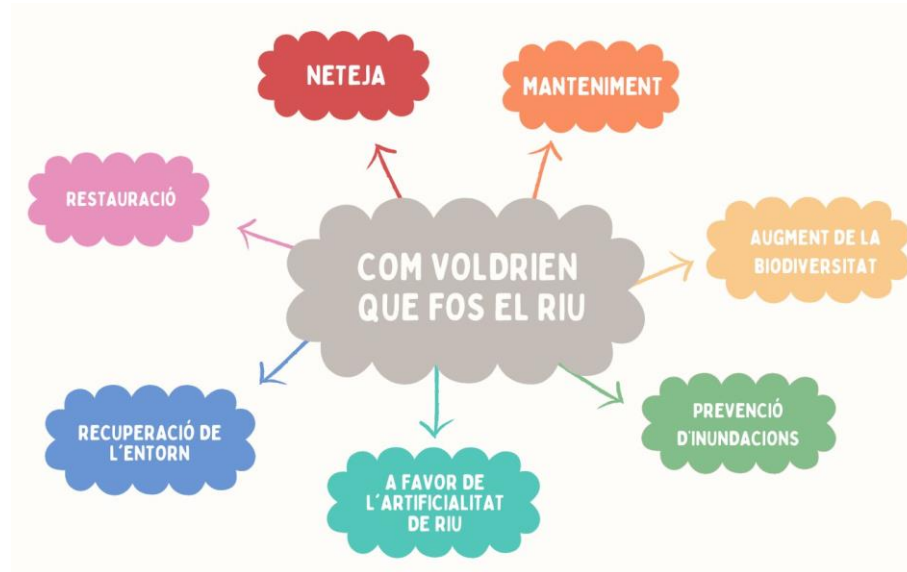 NETEJA
MANTENIMENT
RESTAURACIÓ
AUGMENT DE LA
BIODIVERSITAT
COM VOLDRIEN
QUE FOS EL RIU
RECUPERACIÓ DE
L'ENTORN
PREVENCIÓ
D'INUNDACIONS
A FAVOR DE
L'ARTIFICIALITAT
DE RIU